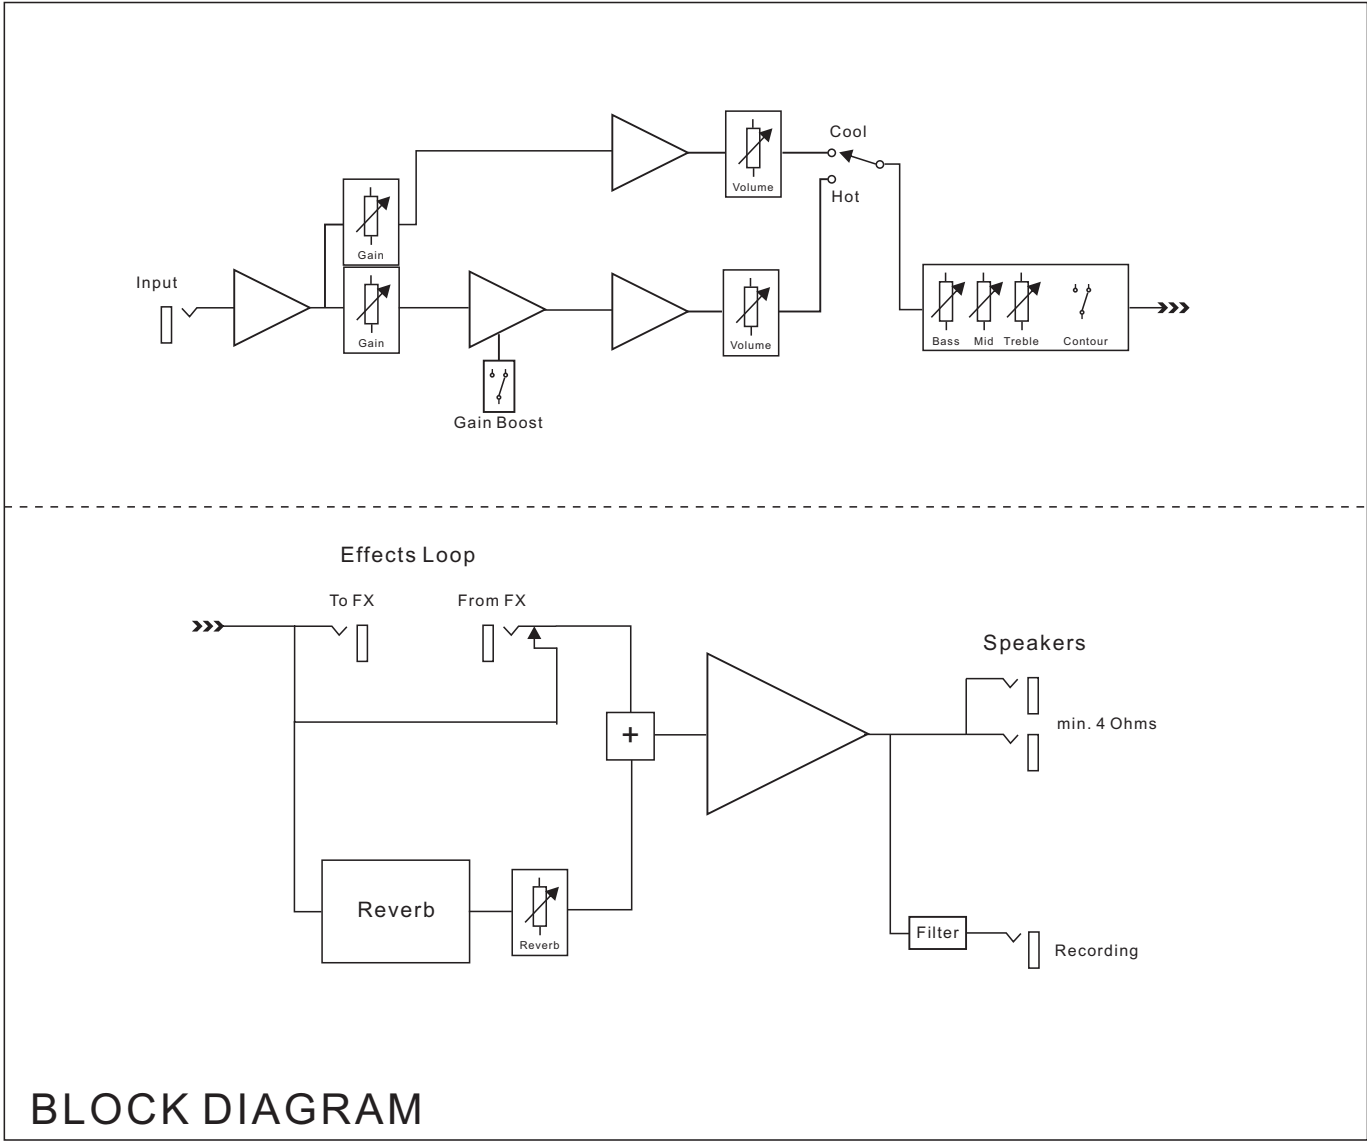 Cool
Volume
Hot
Gain
Input
Gain
Volume
Bass Mid Treble Contour
Gain Boost
Effects Loop
To FX From FX
Speakers
min. 4 Ohms
+
Reverb
Reverb
Filter
Recording
BLOCK DIAGRAM